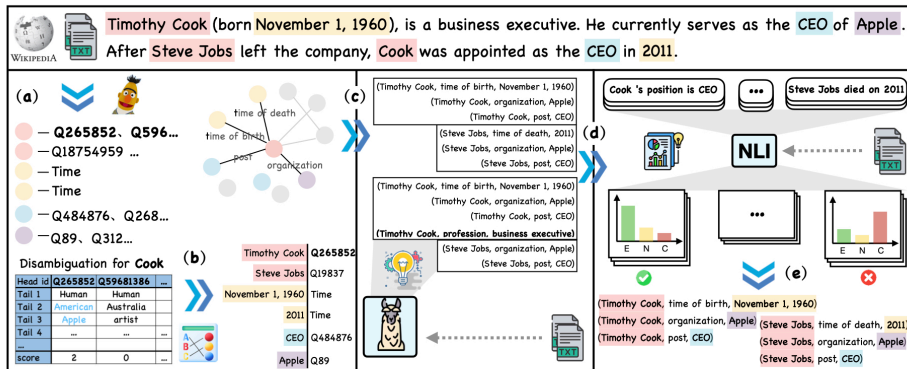 Timothy Cook (born November 1, 1960), is a business executive. He currently serves as the CEO of Apple.
After Steve Jobs left the company, Cook was appointed as the CEO in 2011.
WIKIPEDIA
TXT
(a)
Q265852、Q596...
Q18754959 ...
Time
Time
Q484876、Q268...
Q89、Q312...
time of death
time of birth
post
organization
Disambiguation for Cook
Head id Q265852 Q59681386 ...
Tail 1 Human Human
Tail 2 American Australia
Tail 3 Apple artist
Tail 4 ... ... ...
...
score 2 0 ...
(b)
A
B
C
Timothy Cook Q265852
Steve Jobs Q19837
November 1, 1960 Time
2011 Time
CEO Q484876
Apple Q89
(c)
(Timothy Cook, time of birth, November 1, 1960)
(Timothy Cook, organization, Apple)
(Timothy Cook, post, CEO)
(Steve Jobs, time of death, 2011)
(Steve Jobs, organization, Apple)
(Steve Jobs, post, CEO)
(Timothy Cook, time of birth, November 1, 1960)
(Timothy Cook, organization, Apple)
(Timothy Cook, post, CEO)
(Timothy Cook, profession, business executive)
(Steve Jobs, organization, Apple)
(Steve Jobs, post, CEO)
TXT
(d)
Cook 's position is CEO
...
Steve Jobs died on 2011
NLI
TXT
E N C
...
E N C
(e)
(Timothy Cook, time of birth, November 1, 1960)
(Timothy Cook, organization, Apple)
(Timothy Cook, post, CEO)
(Steve Jobs, time of death, 2011)
(Steve Jobs, organization, Apple)
(Steve Jobs, post, CEO)